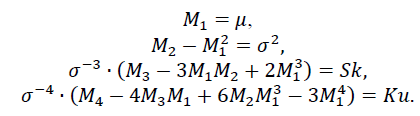 M₁ = μ,
M₂ − M₁² = σ²,
σ⁻³ · (M₃ − 3M₁M₂ + 2M₁³) = Sk,
σ⁻⁴ · (M₄ − 4M₃M₁ + 6M₂M₁³ − 3M₁⁴) = Ku.